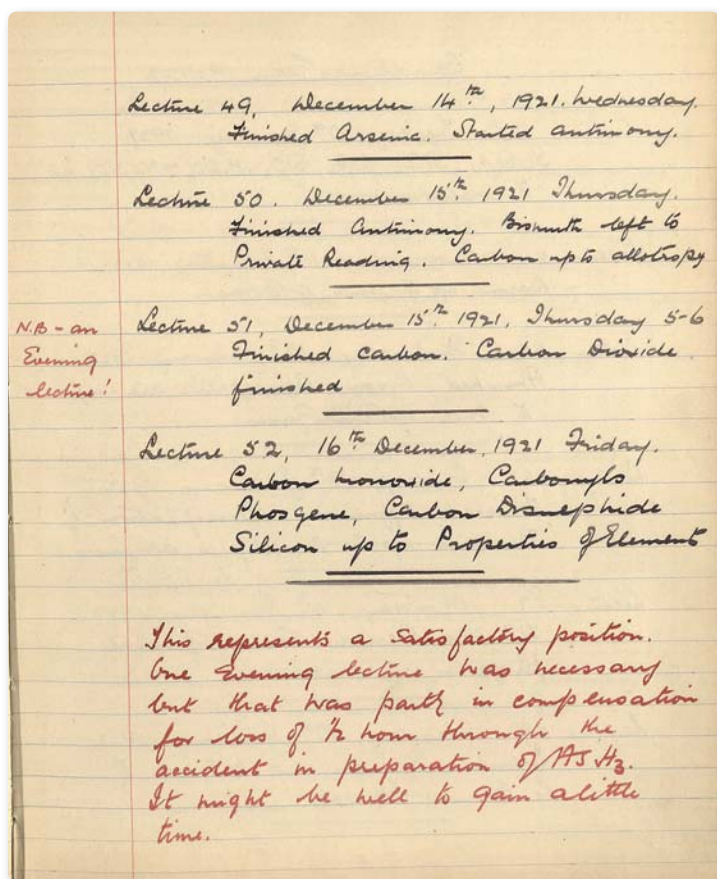 Lecture 49, December 14th, 1921. Wednesday.
Finished Arsenic. Started antimony.
Lecture 50. December 15th 1921 Thursday.
Finished Antimony. Bismuth left to
Private Reading. Carbon up to allotropy
N.B - an
Evening
lecture!
Lecture 51, December 15th 1921, Thursday 5-6
Finished carbon. Carbon Dioxide
finished
Lecture 52, 16th December, 1921 Friday.
Carbon monoxide, Carbonyls
Phosgene, Carbon Disulphide
Silicon up to Properties of Element
This represents a satisfactory position.
One Evening lecture was necessary
but that was partly in compensation
for loss of ½ hour through the
accident in preparation of AsH₃.
It might be well to gain a little
time.